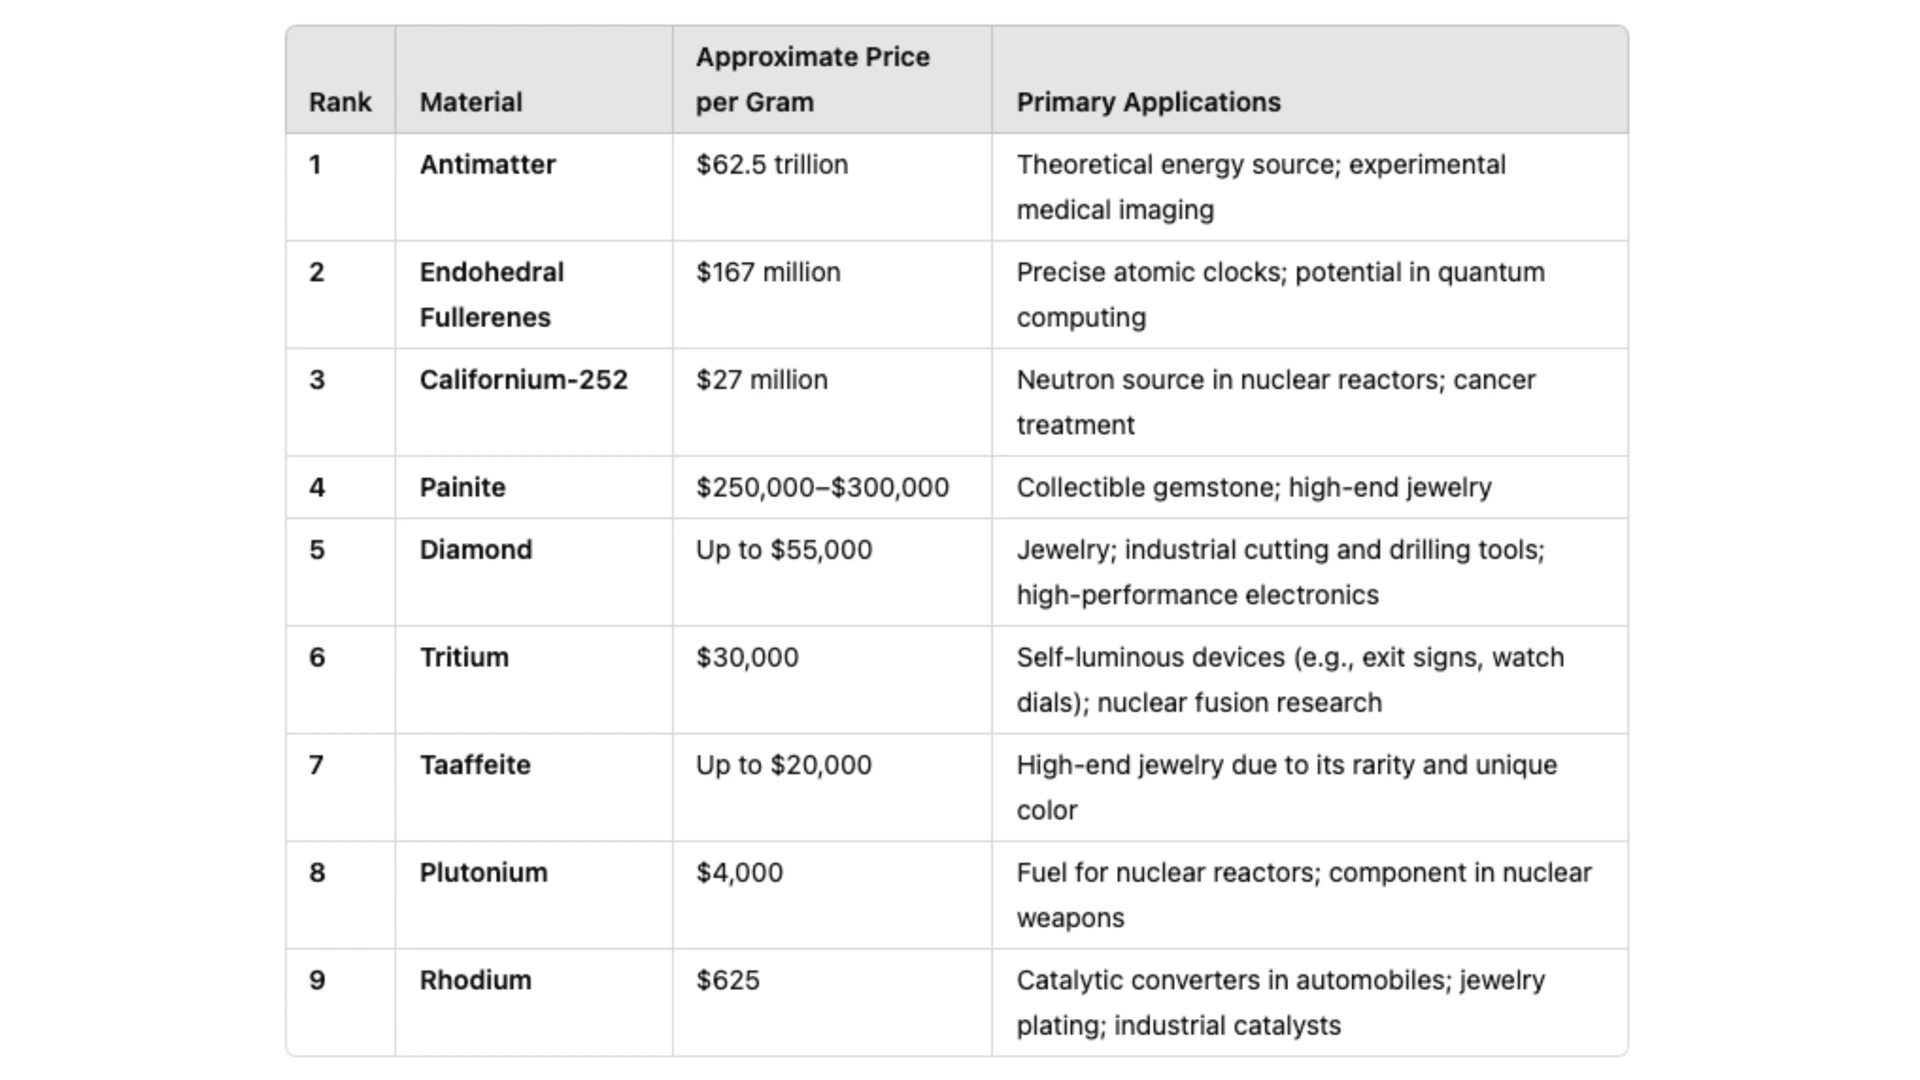 Rank Material Approximate Price per Gram Primary Applications
1 Antimatter $62.5 trillion Theoretical energy source; experimental
medical imaging
2 Endohedral $167 million Precise atomic clocks; potential in quantum
Fullerenes computing
3 Californium-252 $27 million Neutron source in nuclear reactors; cancer
treatment
4 Painite $250,000–$300,000 Collectible gemstone; high-end jewelry
5 Diamond Up to $55,000 Jewelry; industrial cutting and drilling tools;
high-performance electronics
6 Tritium $30,000 Self-luminous devices (e.g., exit signs, watch
dials); nuclear fusion research
7 Taaffeite Up to $20,000 High-end jewelry due to its rarity and unique
color
8 Plutonium $4,000 Fuel for nuclear reactors; component in nuclear
weapons
9 Rhodium $625 Catalytic converters in automobiles; jewelry
plating; industrial catalysts